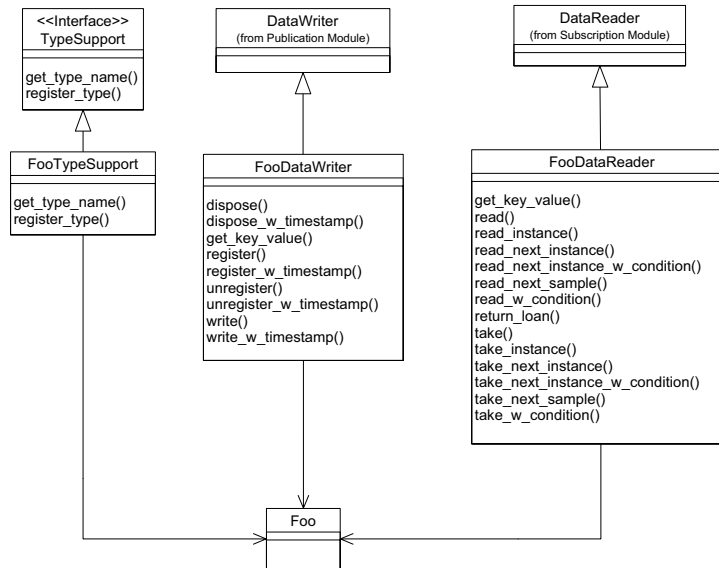 <<Interface>>
TypeSupport
get_type_name()
register_type()
DataWriter
(from Publication Module)
DataReader
(from Subscription Module)
FooTypeSupport
get_type_name()
register_type()
FooDataWriter
dispose()
dispose_w_timestamp()
get_key_value()
register()
register_w_timestamp()
unregister()
unregister_w_timestamp()
write()
write_w_timestamp()
FooDataReader
get_key_value()
read()
read_instance()
read_next_instance()
read_next_instance_w_condition()
read_next_sample()
read_w_condition()
return_loan()
take()
take_instance()
take_next_instance()
take_next_instance_w_condition()
take_next_sample()
take_w_condition()
Foo